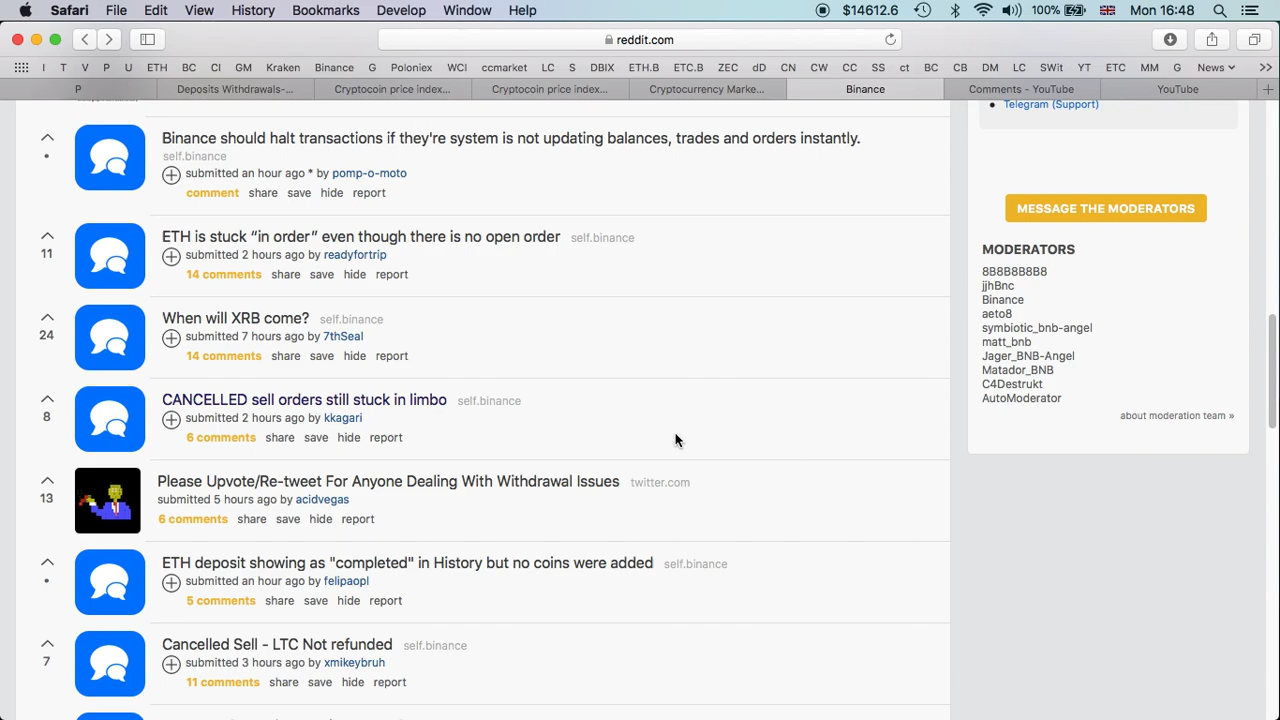 Safari File Edit View History Bookmarks Develop Window Help $14612.6 100% Mon 16:48
reddit.com
I T V P U ETH BC CI GM Kraken Binance G Poloniex WCI ccmarket LC S DBIX ETH.B ETC.B ZEC dD CN CW CC SS ct BC CB DM LC SWit YT ETC MM G News
P Deposits Withdrawals-... Cryptocoin price index... Cryptocoin price index... Cryptocurrency Marke... Binance Comments - YouTube YouTube
Binance should halt transactions if they're system is not updating balances, trades and orders instantly.
self.binance
submitted an hour ago * by pomp-o-moto
comment share save hide report
ETH is stuck “in order” even though there is no open order self.binance
11 submitted 2 hours ago by readyfortrip
14 comments share save hide report
When will XRB come? self.binance
24 submitted 7 hours ago by 7thSeal
14 comments share save hide report
CANCELLED sell orders still stuck in limbo self.binance
8 submitted 2 hours ago by kkagari
6 comments share save hide report
Please Upvote/Re-tweet For Anyone Dealing With Withdrawal Issues twitter.com
13 submitted 5 hours ago by acidvegas
6 comments share save hide report
ETH deposit showing as "completed" in History but no coins were added self.binance
submitted an hour ago by felipaopl
5 comments share save hide report
Cancelled Sell - LTC Not refunded self.binance
7 submitted 3 hours ago by xmikeybruh
11 comments share save hide report
Telegram (Support)
MESSAGE THE MODERATORS
MODERATORS
8B8B8B8B8
jjhBnc
Binance
aeto8
symbiotic_bnb-angel
matt_bnb
Jager_BNB-Angel
Matador_BNB
C4Destrukt
AutoModerator
about moderation team »